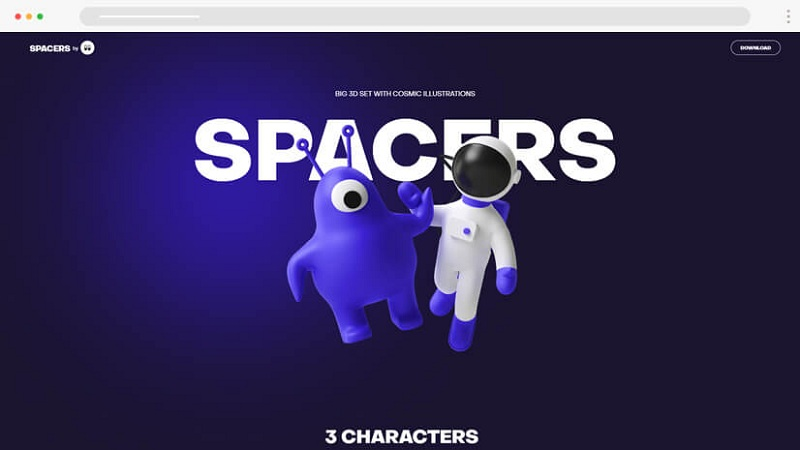 SPACERS by
DOWNLOAD
BIG 3D SET WITH COSMIC ILLUSTRATIONS
SPACERS
3 CHARACTERS